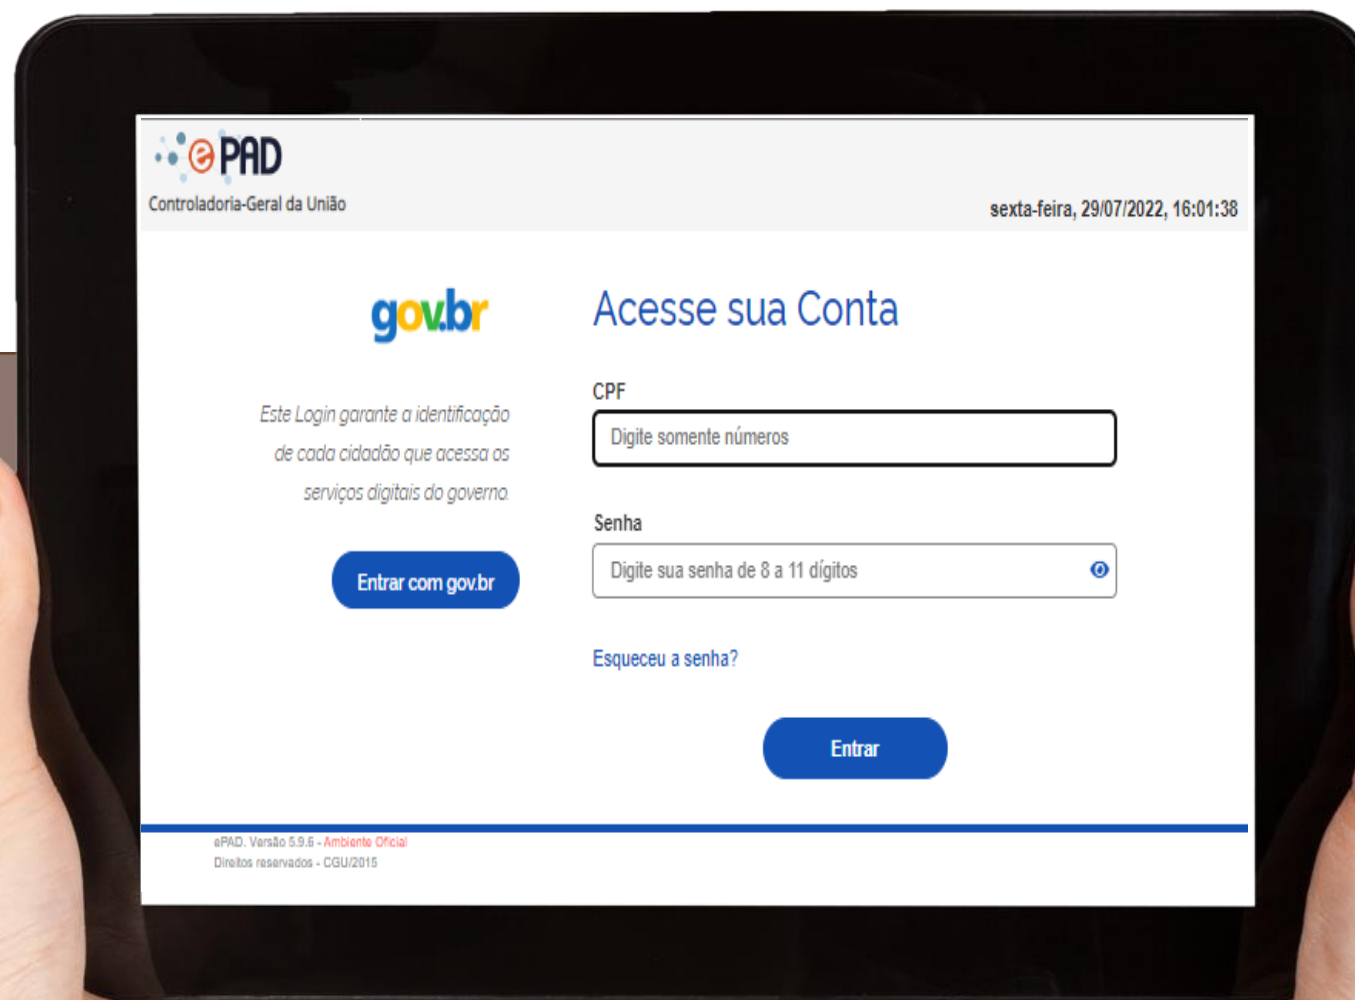 ePAD
Controladoria-Geral da União
sexta-feira, 29/07/2022, 16:01:38
gov.br
Este Login garante a identificação
de cada cidadão que acessa os
serviços digitais do governo.
Entrar com gov.br
Acesse sua Conta
CPF
Digite somente números
Senha
Digite sua senha de 8 a 11 dígitos
Esqueceu a senha?
Entrar
ePAD. Versão 5.9.6 - Ambiente Oficial
Direitos reservados - CGU/2015